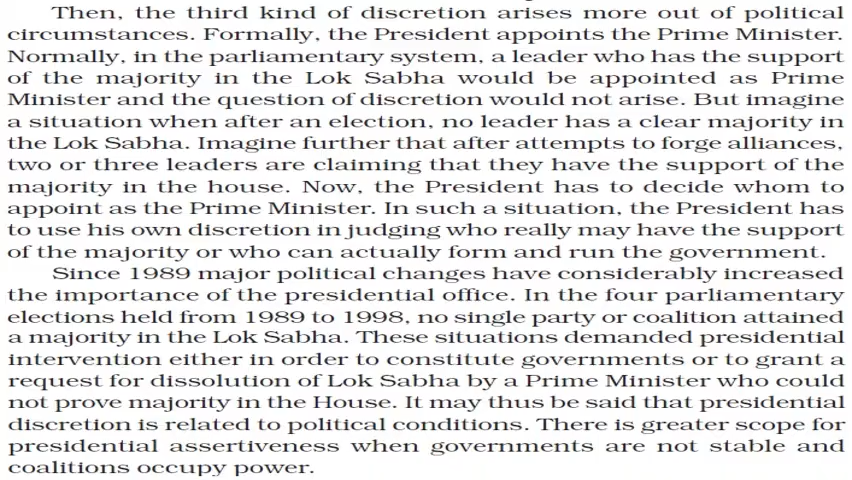 Then, the third kind of discretion arises more out of political
circumstances. Formally, the President appoints the Prime Minister.
Normally, in the parliamentary system, a leader who has the support
of the majority in the Lok Sabha would be appointed as Prime
Minister and the question of discretion would not arise. But imagine
a situation when after an election, no leader has a clear majority in
the Lok Sabha. Imagine further that after attempts to forge alliances,
two or three leaders are claiming that they have the support of the
majority in the house. Now, the President has to decide whom to
appoint as the Prime Minister. In such a situation, the President has
to use his own discretion in judging who really may have the support
of the majority or who can actually form and run the government.
Since 1989 major political changes have considerably increased
the importance of the presidential office. In the four parliamentary
elections held from 1989 to 1998, no single party or coalition attained
a majority in the Lok Sabha. These situations demanded presidential
intervention either in order to constitute governments or to grant a
request for dissolution of Lok Sabha by a Prime Minister who could
not prove majority in the House. It may thus be said that presidential
discretion is related to political conditions. There is greater scope for
presidential assertiveness when governments are not stable and
coalitions occupy power.